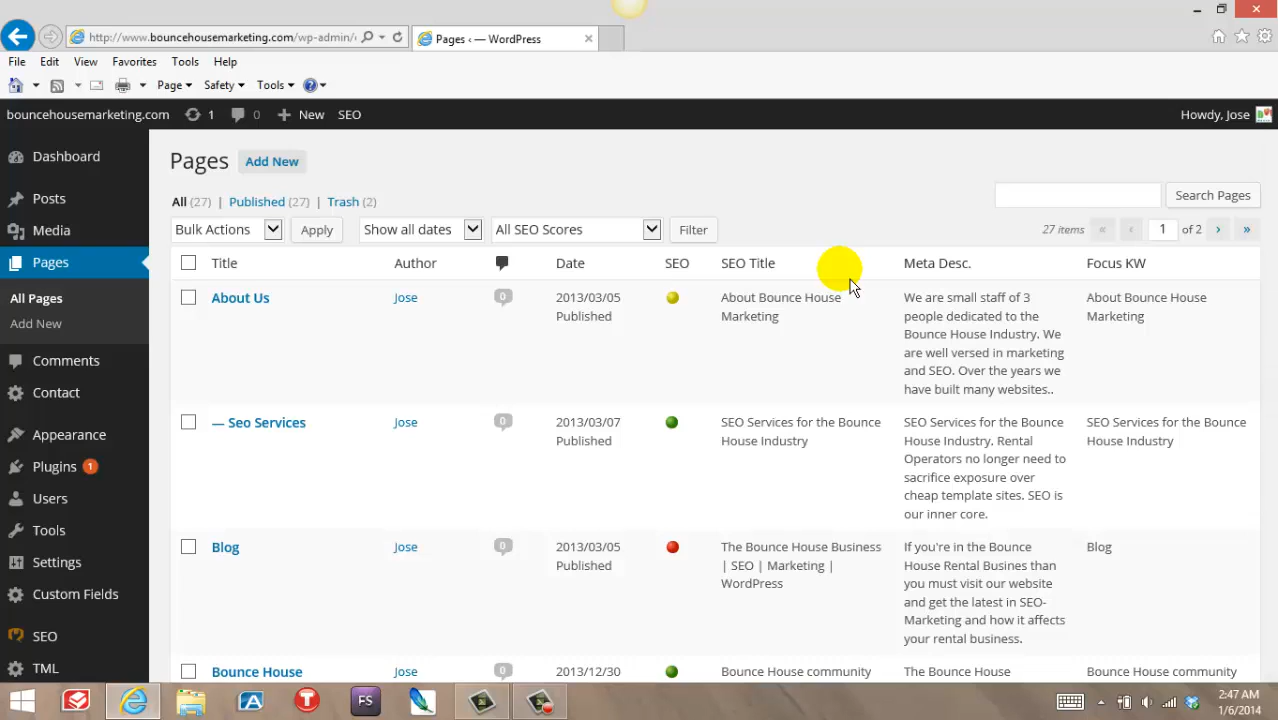 http://www.bouncehousemarketing.com/wp-admin/
Pages ‹ — WordPress
File Edit View Favorites Tools Help
Page Safety Tools
bouncehousemarketing.com 1 0 New SEO Howdy, Jose
Dashboard
Posts
Media
Pages
All Pages
Add New
Comments
Contact
Appearance
Plugins 1
Users
Tools
Settings
Custom Fields
SEO
TML
Pages Add New
All (27) | Published (27) | Trash (2)
Search Pages
Bulk Actions Apply Show all dates All SEO Scores Filter 27 items « ‹ 1 of 2 › »
Title Author Date SEO SEO Title Meta Desc. Focus KW
About Us Jose 0 2013/03/05 About Bounce House We are small staff of 3 About Bounce House
Published Marketing people dedicated to the Marketing
Bounce House Industry. We
are well versed in marketing
and SEO. Over the years we
have built many websites..
— Seo Services Jose 0 2013/03/07 SEO Services for the Bounce SEO Services for the Bounce SEO Services for the Bounce
Published House Industry House Industry. Rental House Industry
Operators no longer need to
sacrifice exposure over
cheap template sites. SEO is
our inner core.
Blog Jose 0 2013/03/05 The Bounce House Business If you're in the Bounce Blog
Published | SEO | Marketing | House Rental Busines than
WordPress you must visit our website
and get the latest in SEO-
Marketing and how it affects
your rental business.
Bounce House Jose 0 2013/12/30 Bounce House community The Bounce House Bounce House community
FS
2:47 AM
1/6/2014